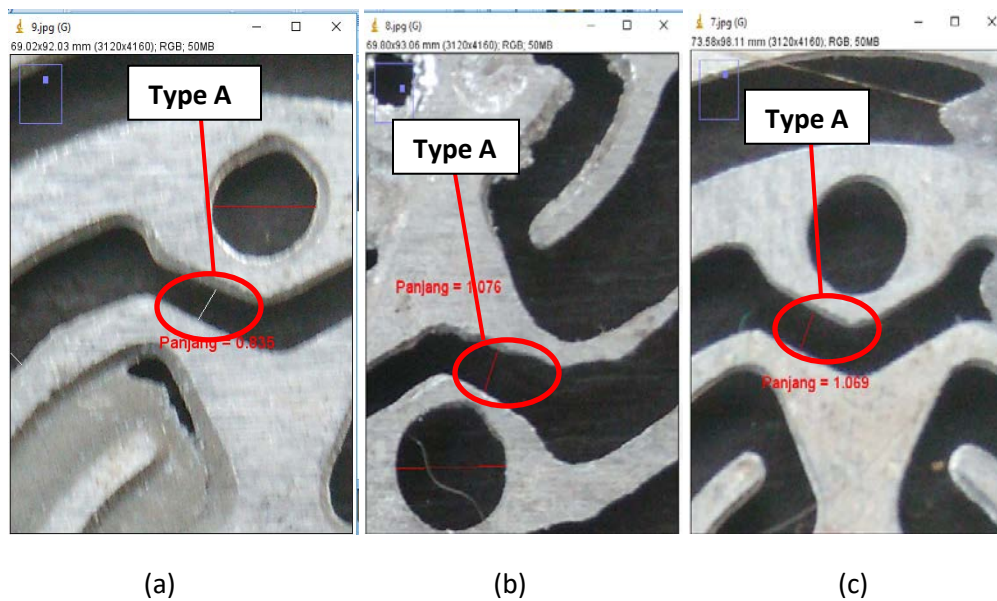 9.jpg (G)
69.02x92.03 mm (3120x4160); RGB; 50MB
Type A
Panjang = 0.835
(a)
8.jpg (G)
69.80x93.06 mm (3120x4160); RGB; 50MB
Type A
Panjang = 1.076
(b)
7.jpg (G)
73.58x98.11 mm (3120x4160); RGB; 50MB
Type A
Panjang = 1.069
(c)